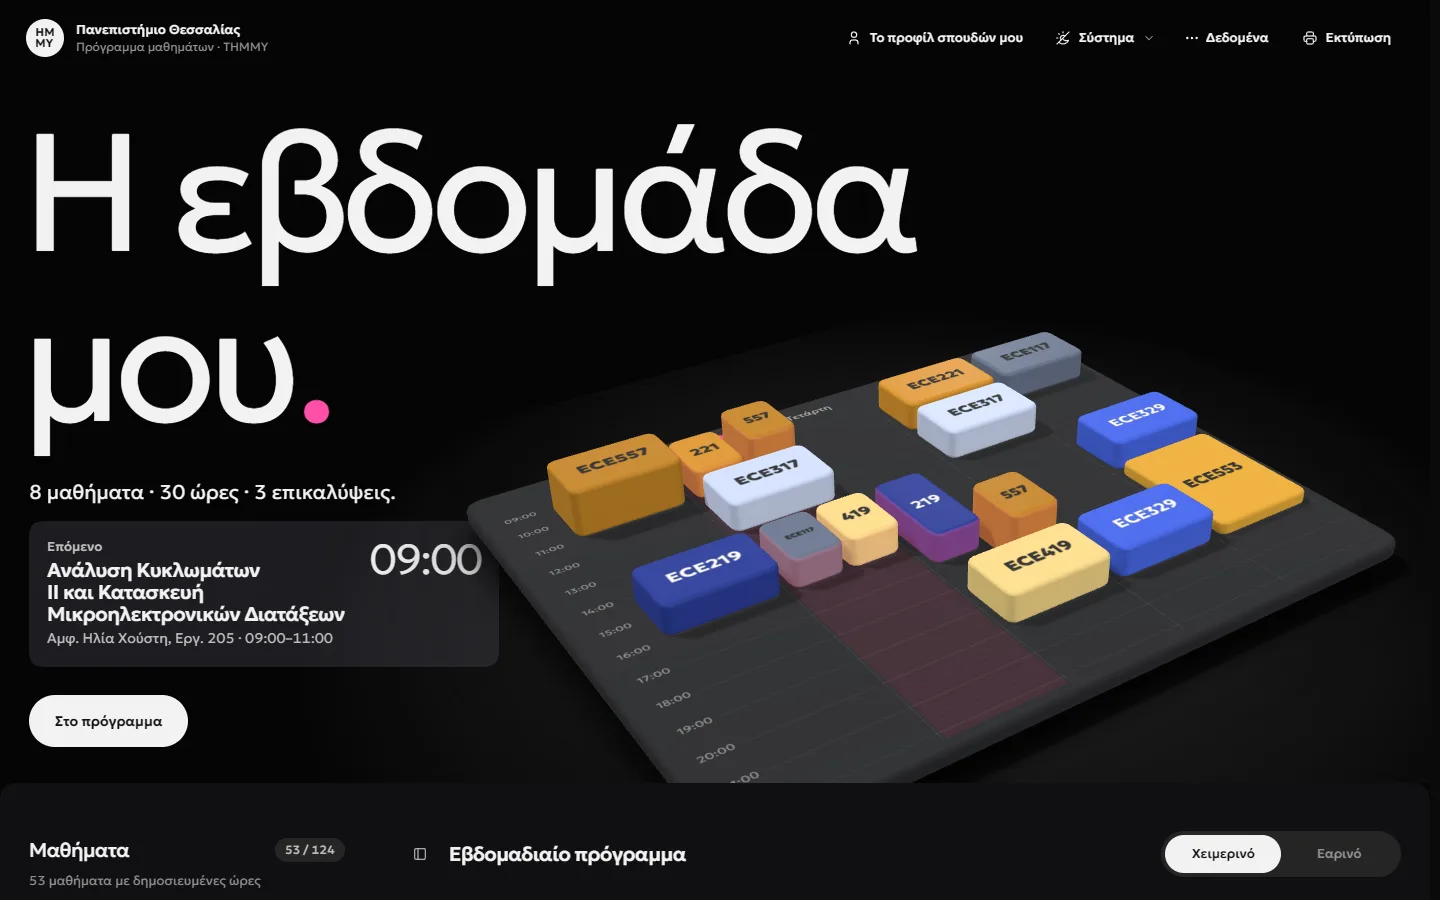 HM
MY
Πανεπιστήμιο Θεσσαλίας
Πρόγραμμα μαθημάτων · ΤΗΜΜΥ
Το προφίλ σπουδών μου
Σύστημα
Δεδομένα
Εκτύπωση
Η εβδομάδα
μου.
8 μαθήματα · 30 ώρες · 3 επικαλύψεις.
Επόμενο
09:00
Ανάλυση Κυκλωμάτων
II και Κατασκευή
Μικροηλεκτρονικών Διατάξεων
Αμφ. Ηλία Χούστη, Εργ. 205 · 09:00–11:00
Στο πρόγραμμα
Τετάρτη
ECE117
ECE221
ECE317
ECE329
557
221
ECE557
ECE317
ECE553
219
557
419
ECE329
ECE117
ECE419
ECE219
09:00
10:00
11:00
12:00
13:00
14:00
15:00
16:00
17:00
18:00
19:00
20:00
:00
Μαθήματα
53 / 124
53 μαθήματα με δημοσιευμένες ώρες
Εβδομαδιαίο πρόγραμμα
Χειμερινό
Εαρινό